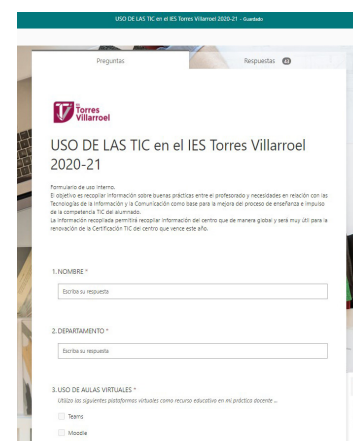 USO DE LAS TIC en el IES Torres Villarroel 2020-21 - Guardado
Preguntas
Respuestas 43
Torres
Villarroel
USO DE LAS TIC en el IES Torres Villarroel
2020-21
Formulario de uso interno.
El objetivo es recopilar información sobre buenas prácticas entre el profesorado y necesidades en relación con las
Tecnologías de la Información y la Comunicación como base para la mejora del proceso de enseñanza e impulso
de la competencia TIC del alumnado.
La información recopilada permitirá recopilar información del centro que de manera global y será muy útil para la
renovación de la Certificación TIC del centro que vence este año.
1. NOMBRE *
Escriba su respuesta
2. DEPARTAMENTO *
Escriba su respuesta
3. USO DE AULAS VIRTUALES *
Utilizo las siguientes plataformas virtuales como recurso educativo en mi práctica docente ...
Teams
Moodle